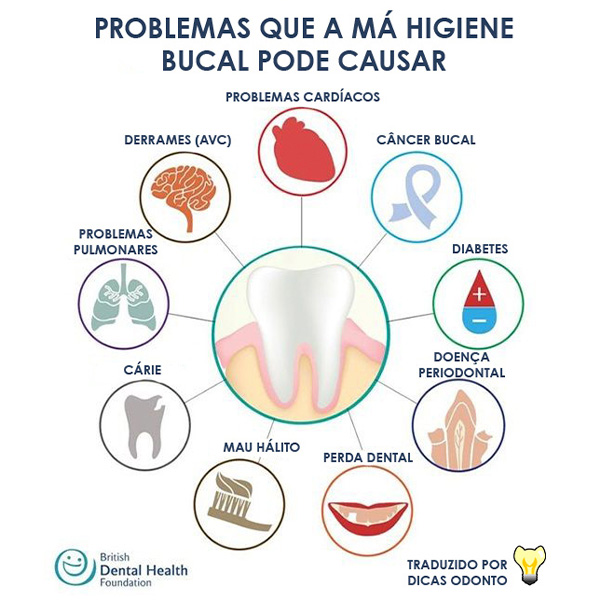 PROBLEMAS QUE A MÁ HIGIENE
BUCAL PODE CAUSAR
PROBLEMAS CARDÍACOS
DERRAMES (AVC)
CÂNCER BUCAL
PROBLEMAS
PULMONARES
DIABETES
DOENÇA
PERIODONTAL
CÁRIE
MAU HÁLITO
PERDA DENTAL
British
Dental Health
Foundation
TRADUZIDO POR
DICAS ODONTO